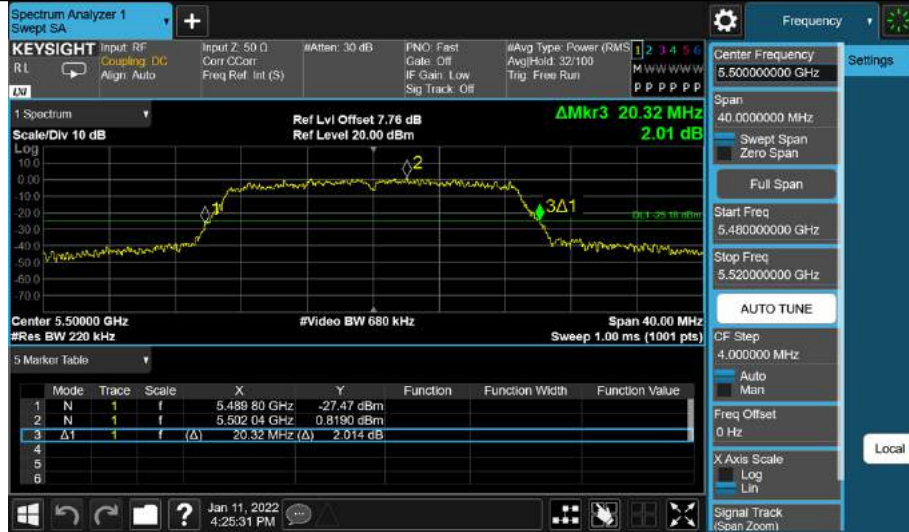 Spectrum Analyzer 1
Swept SA
+
Frequency
KEYSIGHT
RL
LXI
Input: RF
Coupling: DC
Align: Auto
Input Z: 50 Ω
Corr CCorr
Freq Ref: Int (S)
#Atten: 30 dB
PNO: Fast
Gate: Off
IF Gain: Low
Sig Track: Off
#Avg Type: Power (RMS
Avg|Hold: 32/100
Trig: Free Run
1 2 3 4 5 6
M W W W W W
P P P P P P
1 Spectrum
Scale/Div 10 dB
Ref Lvl Offset 7.76 dB
Ref Level 20.00 dBm
ΔMkr3 20.32 MHz
2.01 dB
Log
10.0
0.00
-10.0
-20.0
-30.0
-40.0
-50.0
-60.0
-70.0
1
2
3Δ1
DL1 -25.18 dBm
Center 5.50000 GHz
#Res BW 220 kHz
#Video BW 680 kHz
Span 40.00 MHz
Sweep 1.00 ms (1001 pts)
5 Marker Table
Mode Trace Scale X Y Function Function Width Function Value
1 N 1 f 5.489 80 GHz -27.47 dBm
2 N 1 f 5.502 04 GHz 0.8190 dBm
3 Δ1 1 f (Δ) 20.32 MHz (Δ) 2.014 dB
4
5
6
Center Frequency
5.500000000 GHz
Span
40.0000000 MHz
Swept Span
Zero Span
Full Span
Start Freq
5.480000000 GHz
Stop Freq
5.520000000 GHz
AUTO TUNE
CF Step
4.000000 MHz
Auto
Man
Freq Offset
0 Hz
X Axis Scale
Log
Lin
Signal Track
(Span Zoom)
Settings
Local
?
Jan 11, 2022
4:25:31 PM